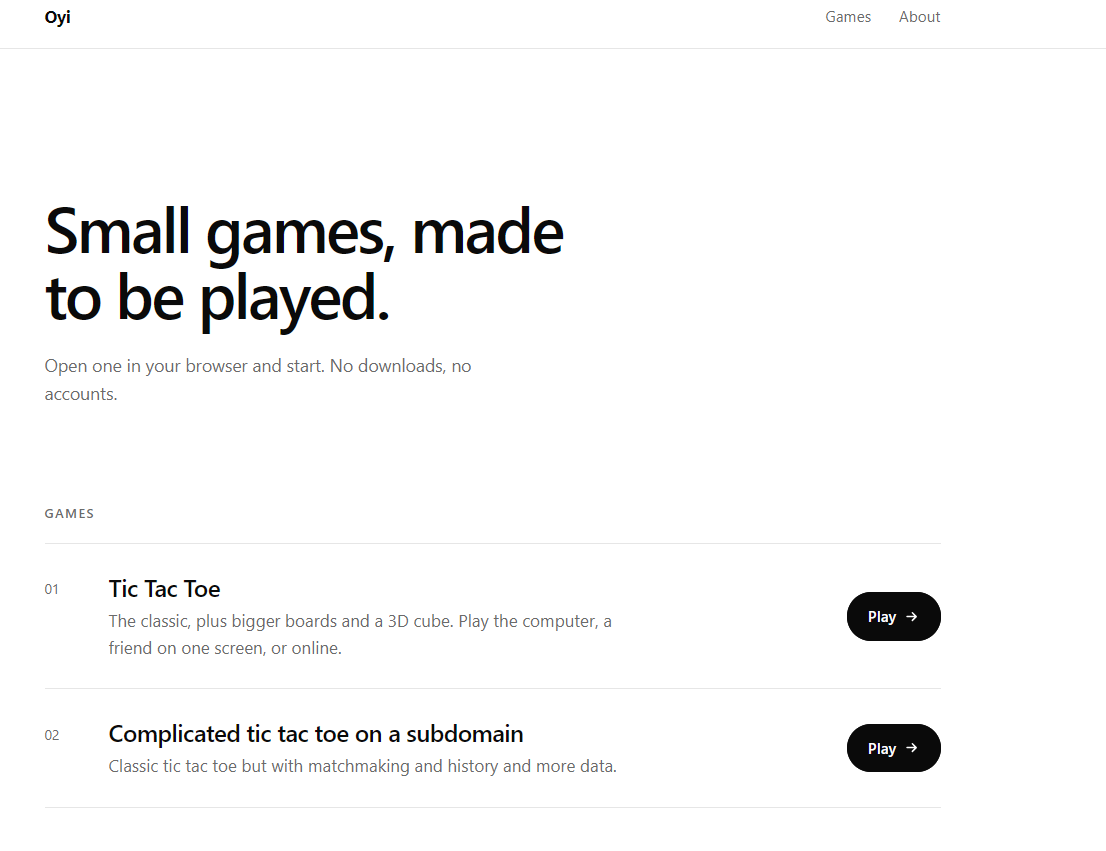 Oyi
Games
About
Small games, made
to be played.
Open one in your browser and start. No downloads, no
accounts.
GAMES
01
Tic Tac Toe
The classic, plus bigger boards and a 3D cube. Play the computer, a
friend on one screen, or online.
Play →
02
Complicated tic tac toe on a subdomain
Classic tic tac toe but with matchmaking and history and more data.
Play →